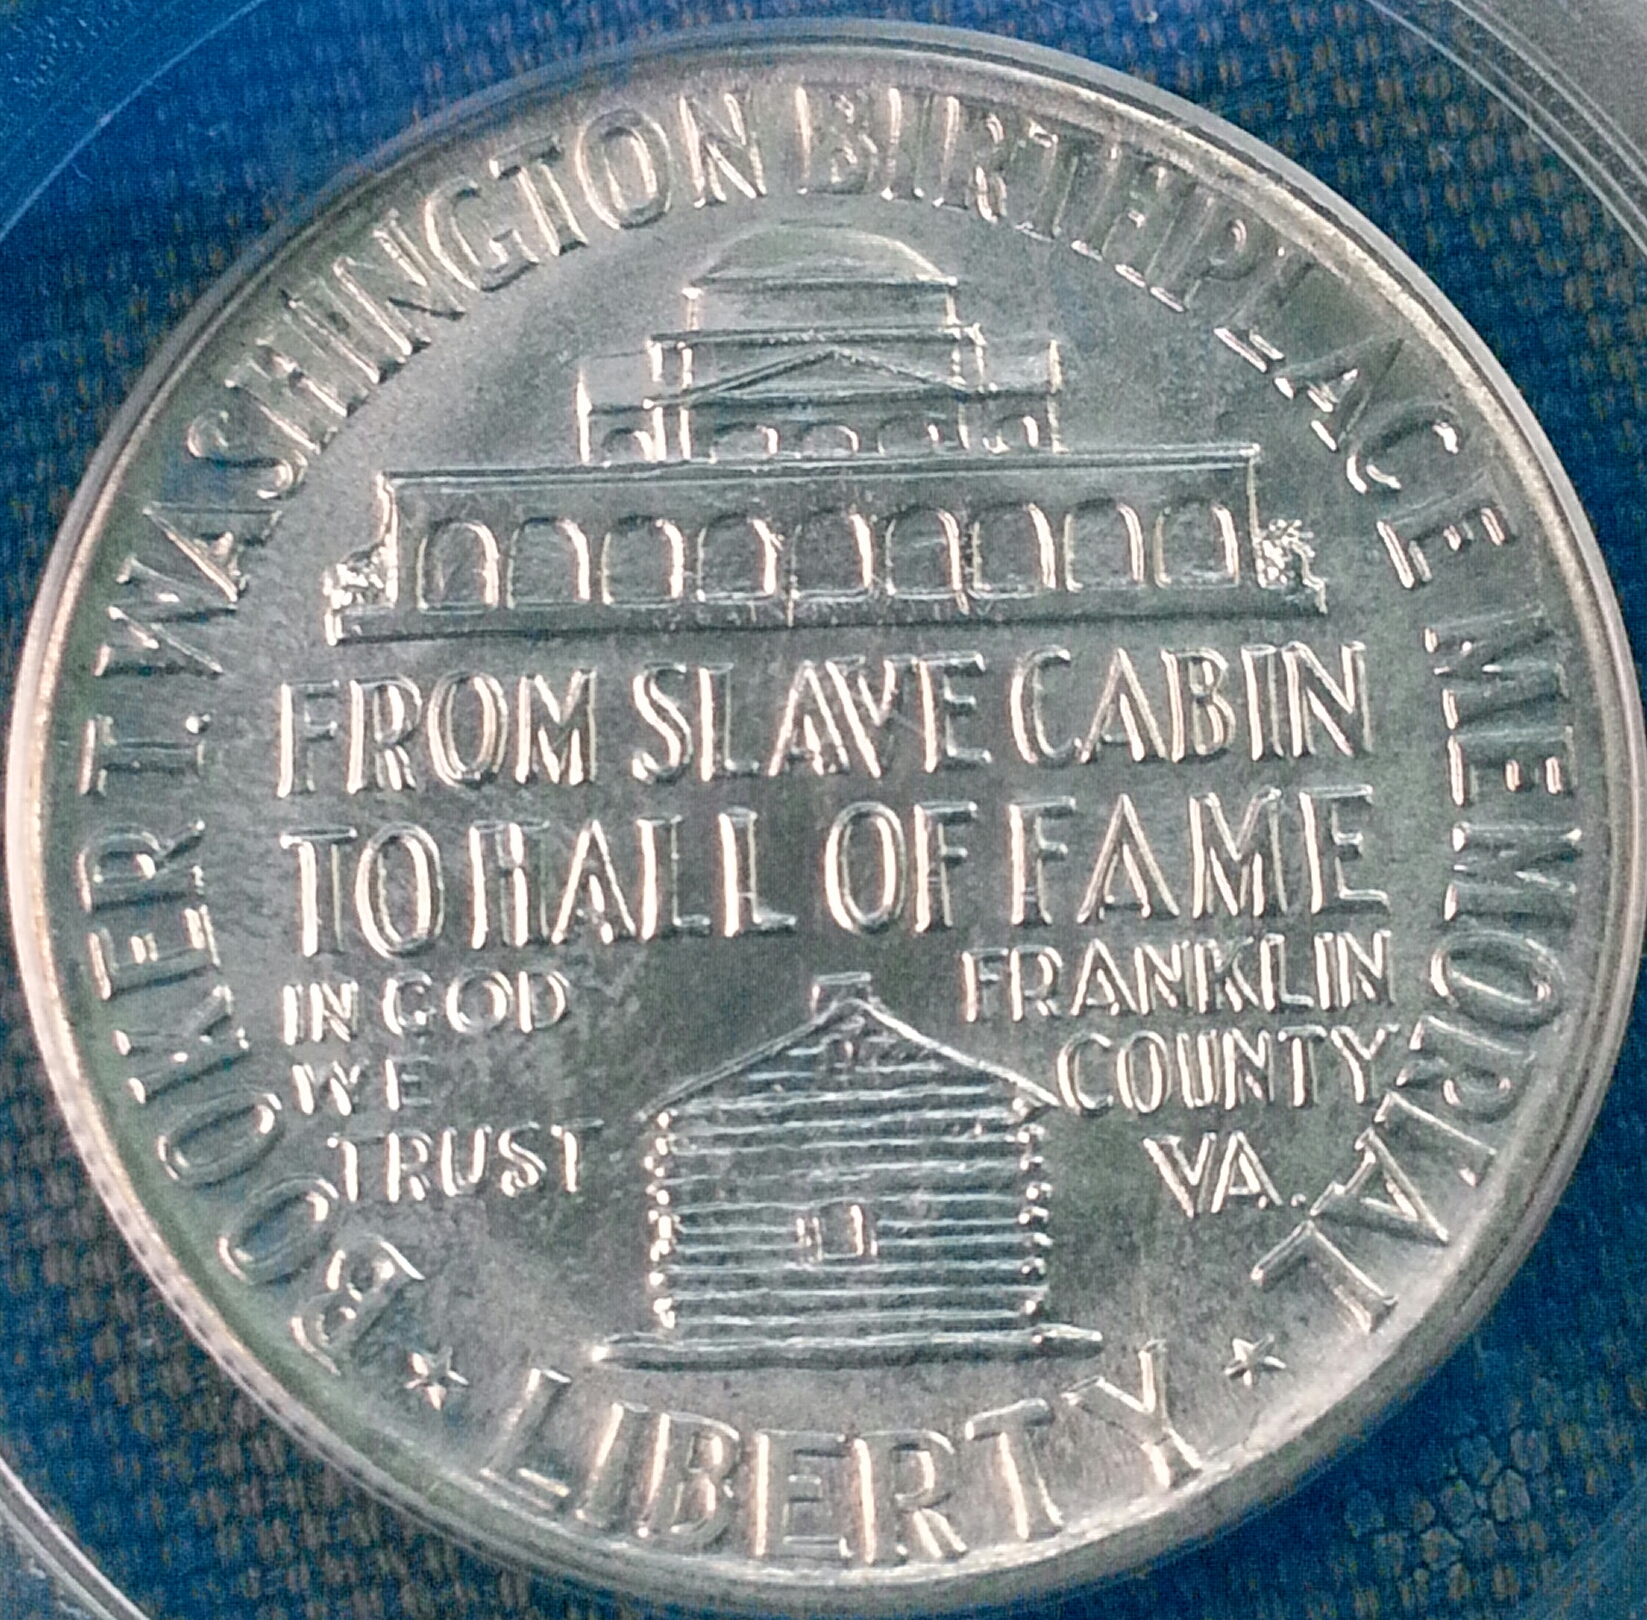 BOOKER T. WASHINGTON BIRTHPLACE MEMORIAL
FROM SLAVE CABIN
TO HALL OF FAME
IN GOD
WE
TRUST
FRANKLIN
COUNTY
VA.
LIBERTY